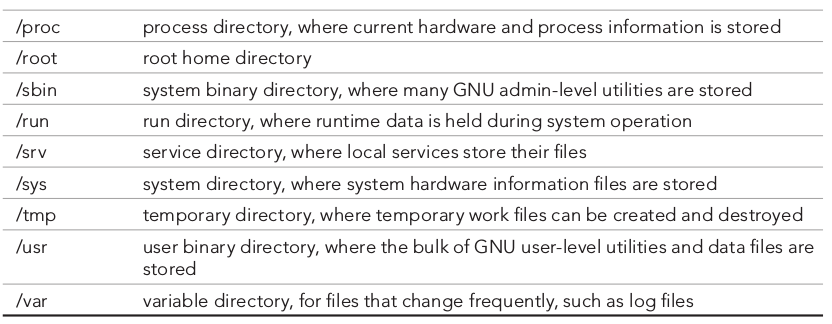 /proc process directory, where current hardware and process information is stored
/root root home directory
/sbin system binary directory, where many GNU admin-level utilities are stored
/run run directory, where runtime data is held during system operation
/srv service directory, where local services store their files
/sys system directory, where system hardware information files are stored
/tmp temporary directory, where temporary work files can be created and destroyed
/usr user binary directory, where the bulk of GNU user-level utilities and data files are
stored
/var variable directory, for files that change frequently, such as log files